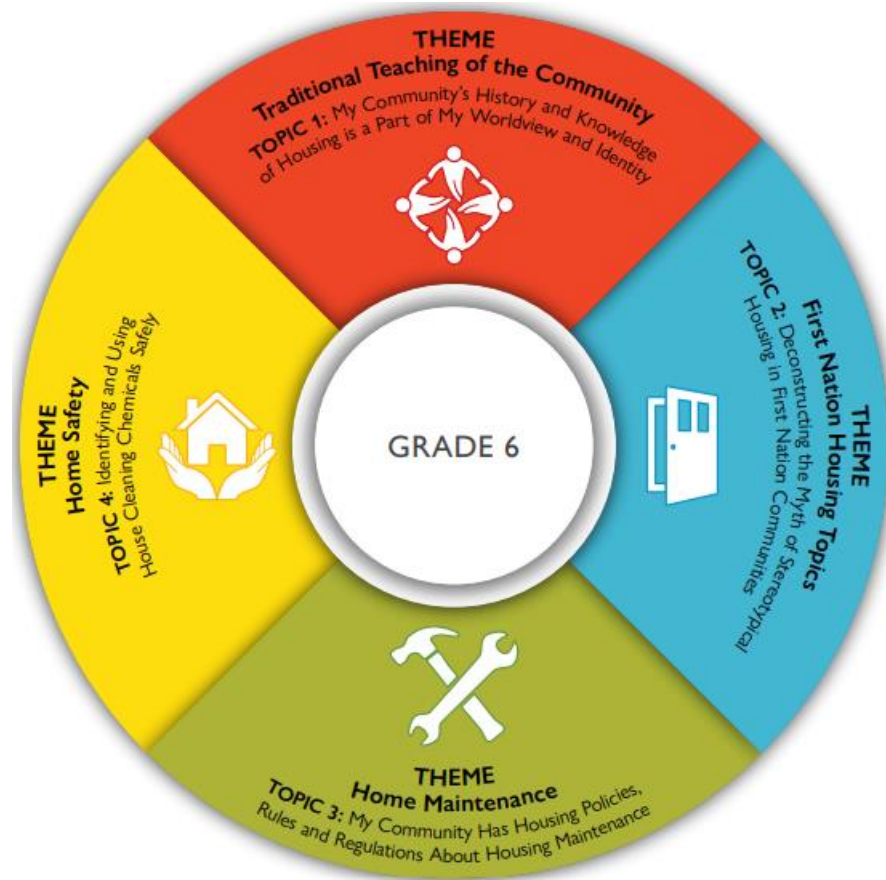 THEME
Traditional Teaching of the Community
TOPIC 1: My Community's History and Knowledge
of Housing is a Part of My Worldview and Identity
THEME
First Nation Housing Topics
TOPIC 2: Deconstructing the Myth of Stereotypical
Housing in First Nation Communities
THEME
Home Maintenance
TOPIC 3: My Community Has Housing Policies,
Rules and Regulations About Housing Maintenance
THEME
Home Safety
TOPIC 4: Identifying and Using
House Cleaning Chemicals Safely
GRADE 6